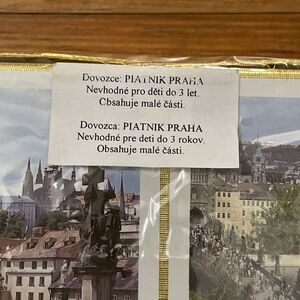 Dovozce: PIATNIK PRAHA
Nevhodné pro děti do 3 let.
Obsahuje malé části.
Dovozca: PIATNIK PRAHA
Nevhodné pre deti do 3 rokov.
Obsahuje malé časti.